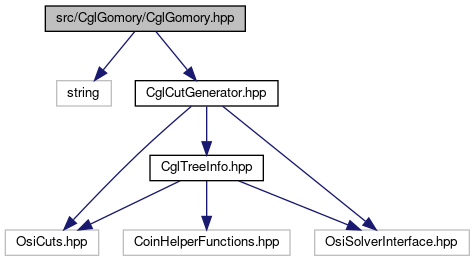 src/CglGomory/CglGomory.hpp
string
CglCutGenerator.hpp
CglTreeInfo.hpp
OsiCuts.hpp
CoinHelperFunctions.hpp
OsiSolverInterface.hpp